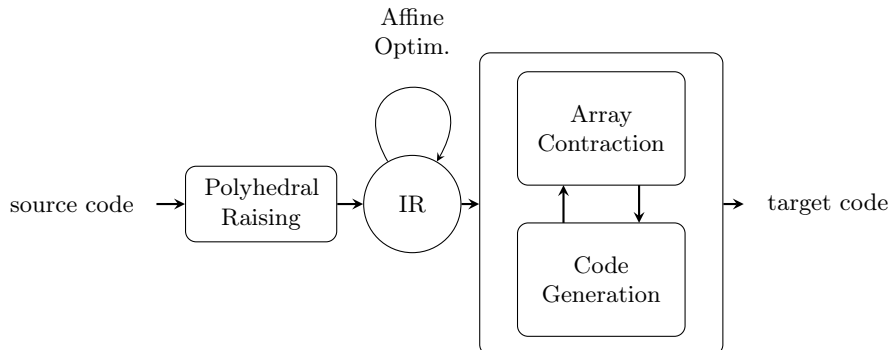 Affine
Optim.
source code
Polyhedral
Raising
IR
Array
Contraction
Code
Generation
target code